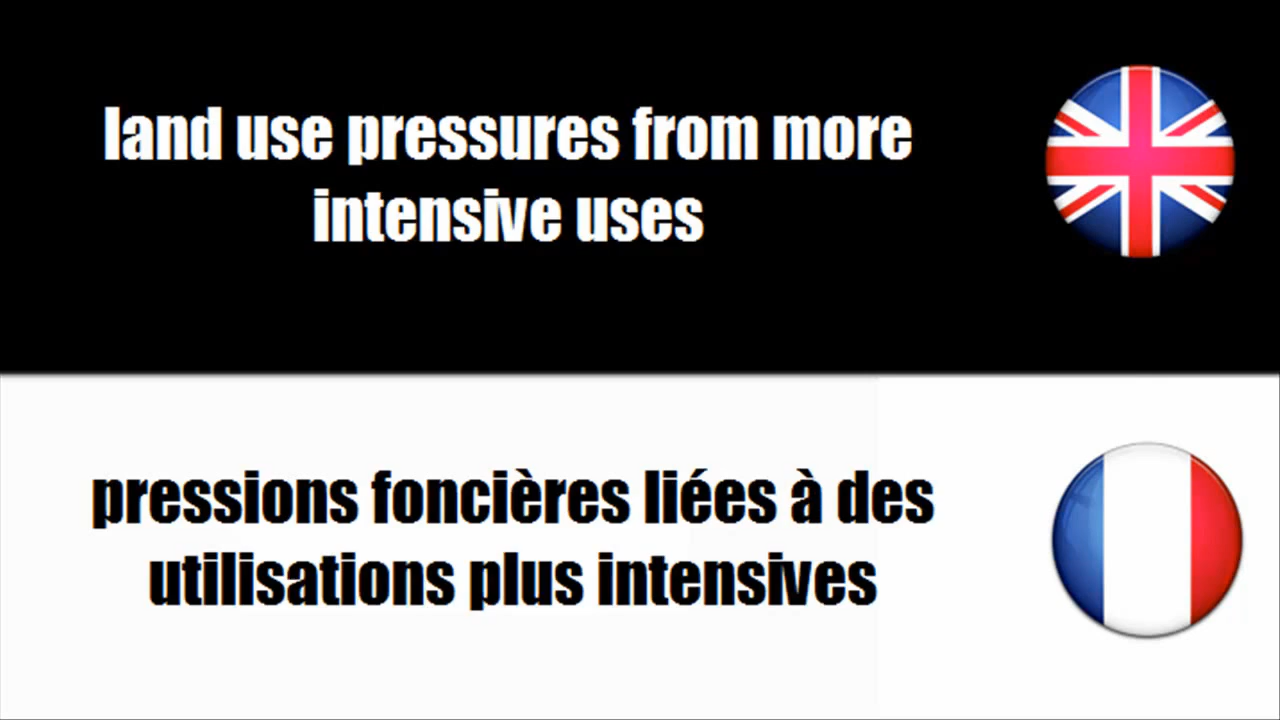 land use pressures from more
intensive uses
pressions foncières liées à des
utilisations plus intensives